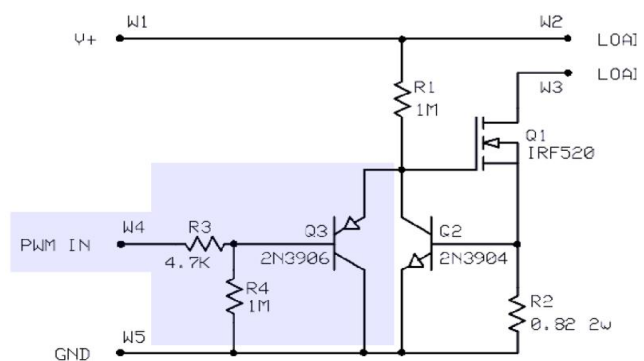 W1
W2
V+
LOAD
W3
LOAD
R1
1M
Q1
IRF520
W4
R3
Q3
Q2
PWM IN
4.7K
2N3906
2N3904
R4
1M
R2
0.82 2w
W5
GND